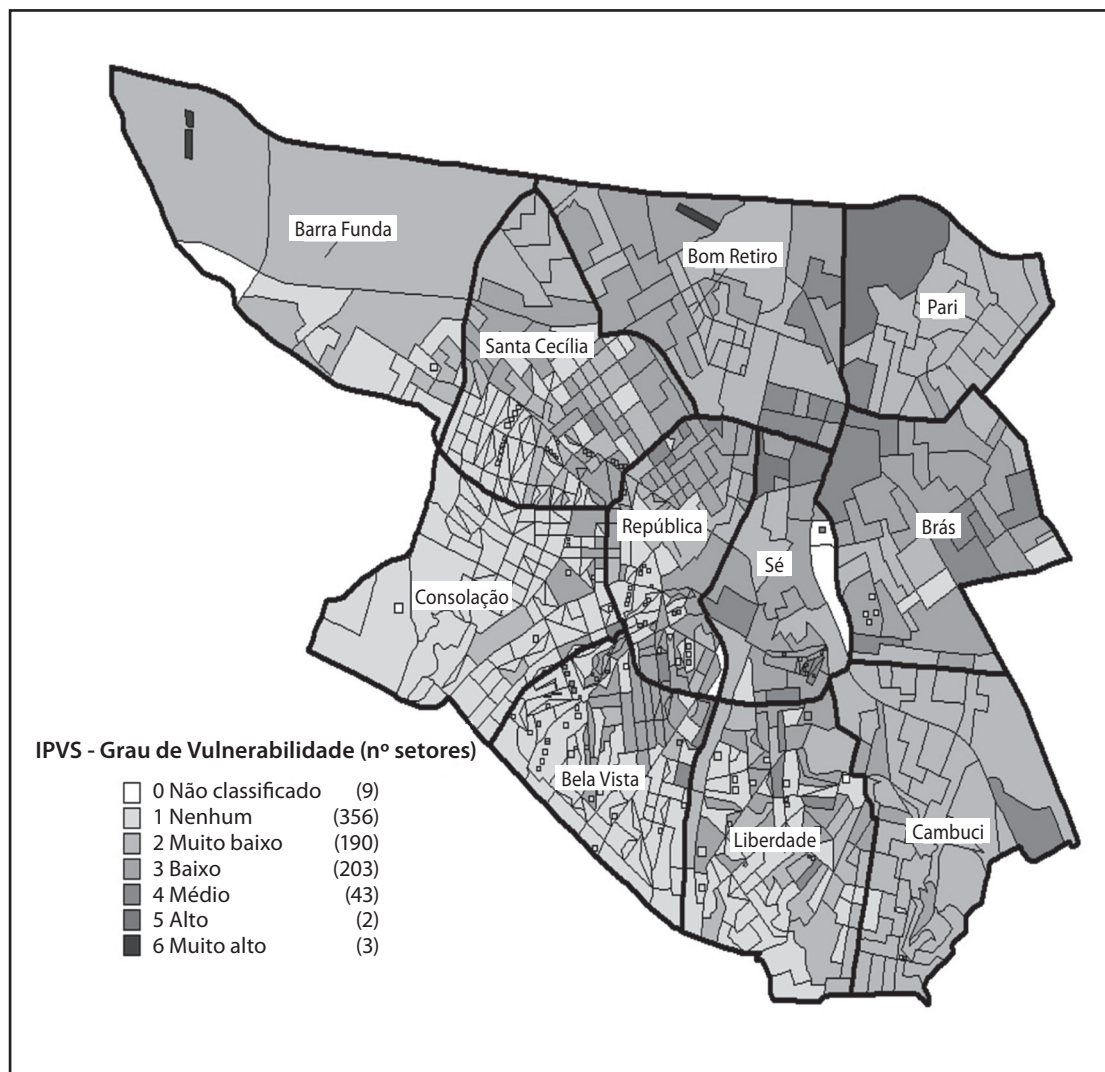 Barra Funda
Bom Retiro
Pari
Santa Cecília
República
Brás
Sé
Consolação
IPVS - Grau de Vulnerabilidade (nº setores)
0 Não classificado (9)
1 Nenhum (356)
2 Muito baixo (190)
3 Baixo (203)
4 Médio (43)
5 Alto (2)
6 Muito alto (3)
Bela Vista
Liberdade
Cambuci